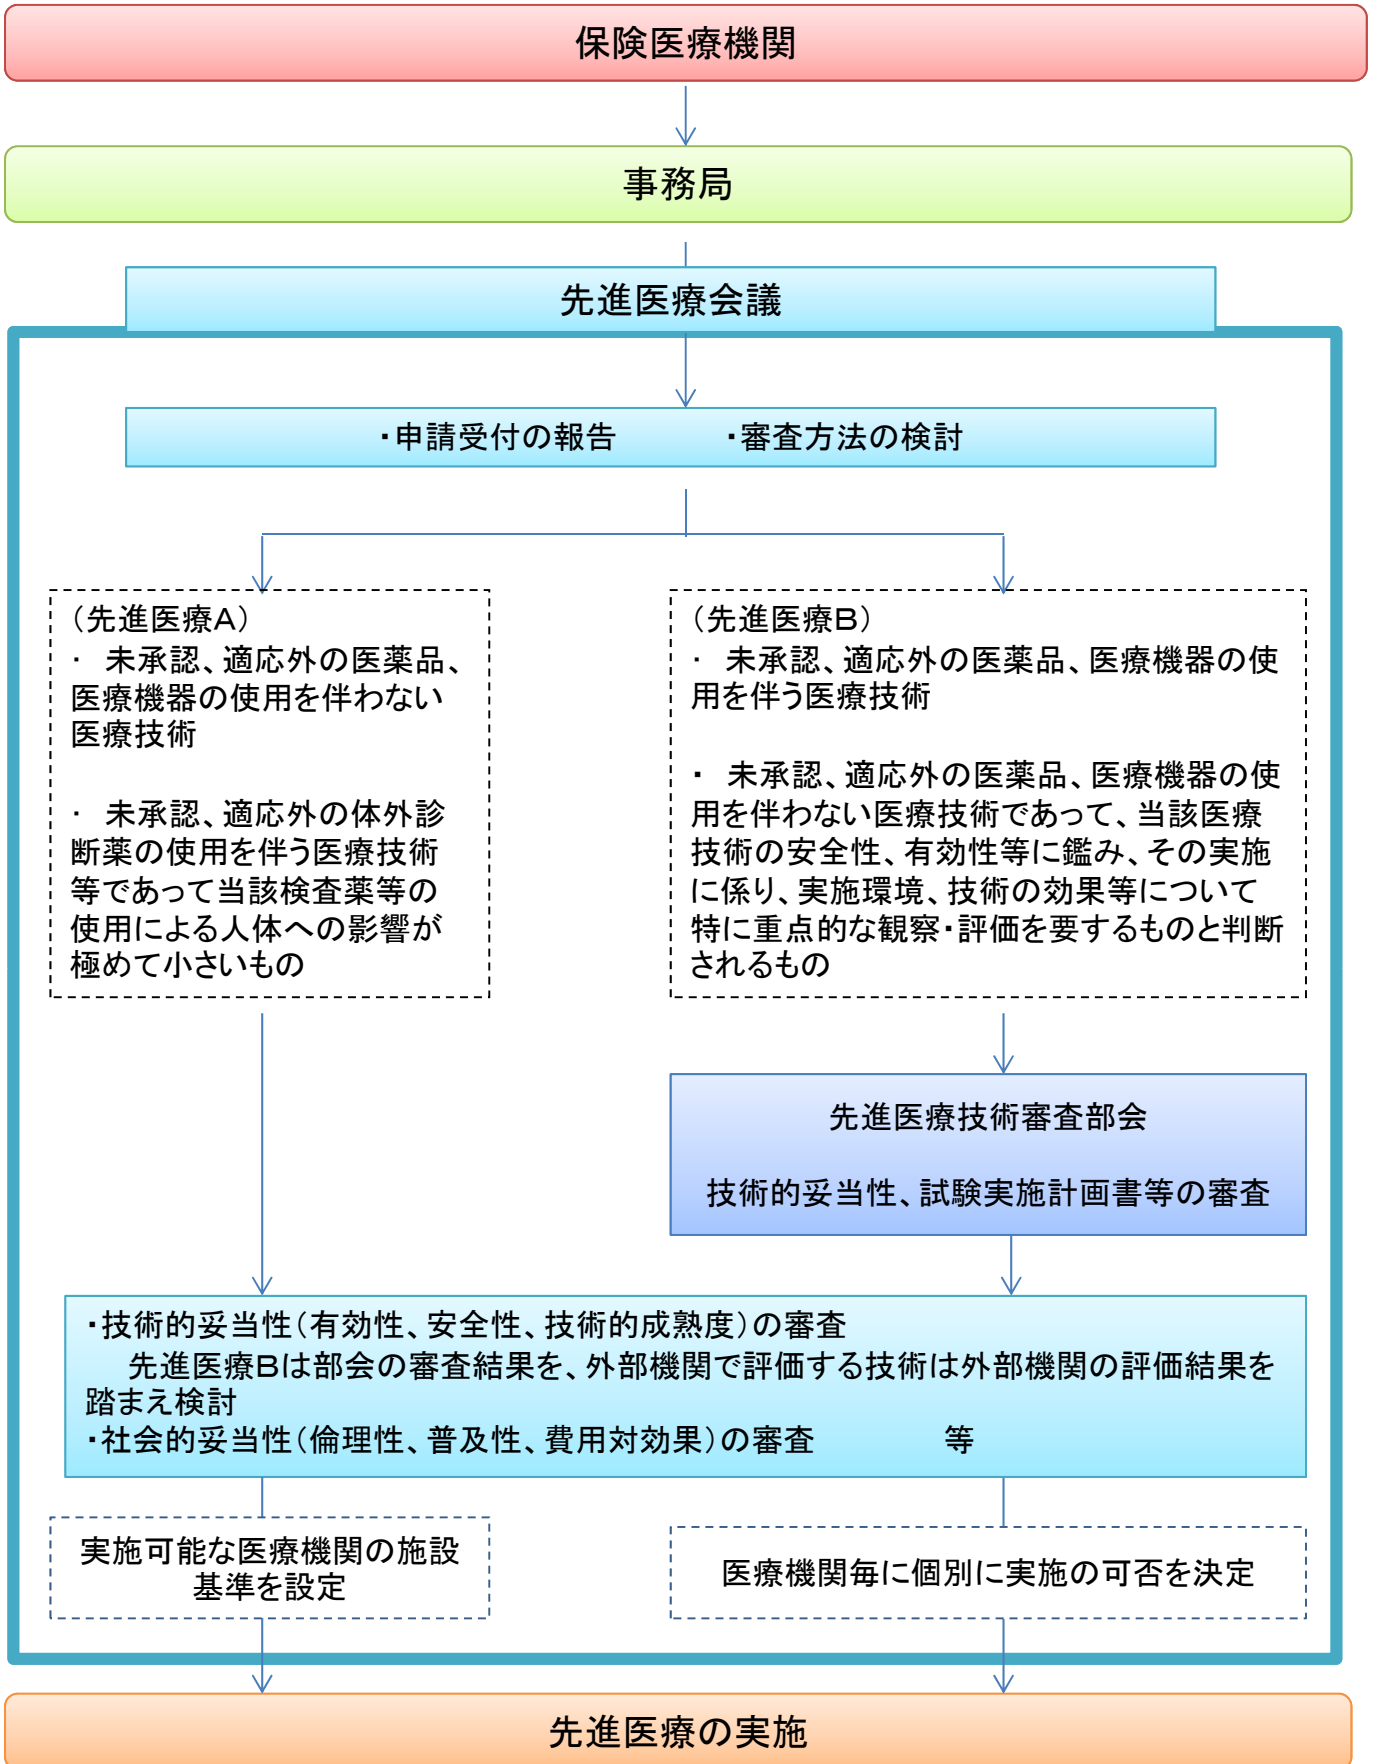 保険医療機関
事務局
先進医療会議
・申請受付の報告　　　・審査方法の検討
（先進医療A）
・ 未承認、適応外の医薬品、
医療機器の使用を伴わない
医療技術
・ 未承認、適応外の体外診
断薬の使用を伴う医療技術
等であって当該検査薬等の
使用による人体への影響が
極めて小さいもの
（先進医療B）
・ 未承認、適応外の医薬品、医療機器の使
用を伴う医療技術
・ 未承認、適応外の医薬品、医療機器の使
用を伴わない医療技術であって、当該医療
技術の安全性、有効性等に鑑み、その実施
に係り、実施環境、技術の効果等について
特に重点的な観察・評価を要するものと判断
されるもの
先進医療技術審査部会
技術的妥当性、試験実施計画書等の審査
・技術的妥当性（有効性、安全性、技術的成熟度）の審査
先進医療Bは部会の審査結果を、外部機関で評価する技術は外部機関の評価結果を
踏まえ検討
・社会的妥当性（倫理性、普及性、費用対効果）の審査　　　　等
実施可能な医療機関の施設
基準を設定
医療機関毎に個別に実施の可否を決定
先進医療の実施